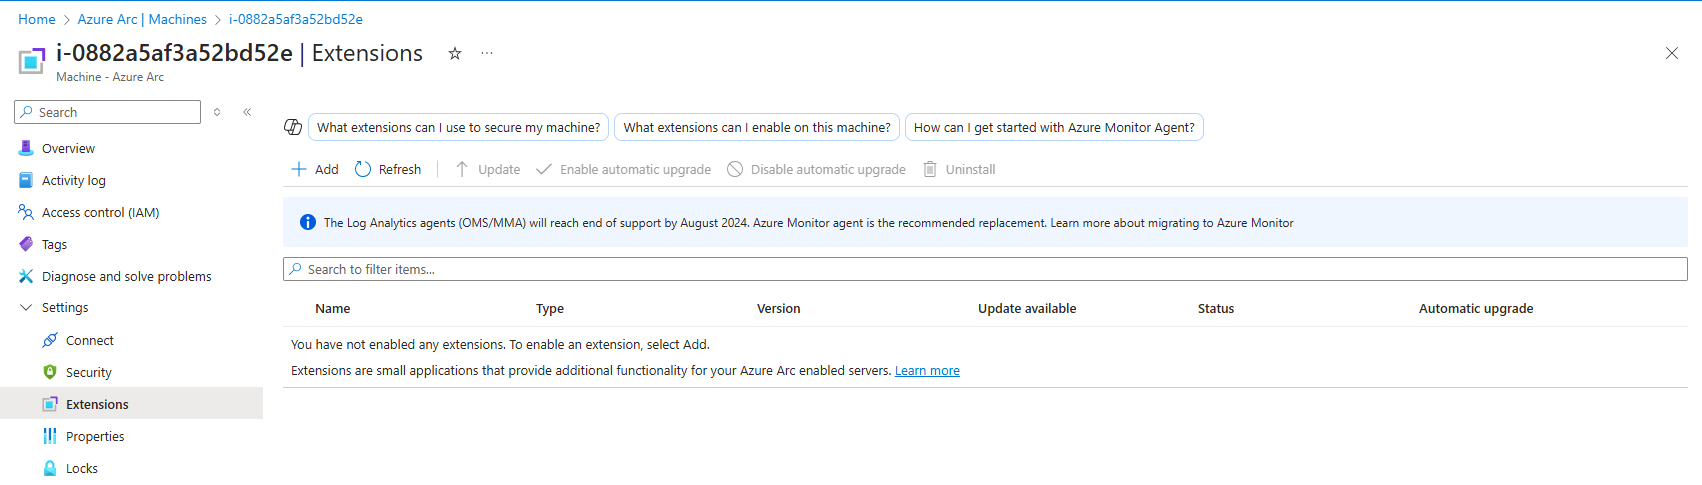 Home > Azure Arc | Machines > i-0882a5af3a52bd52e
i-0882a5af3a52bd52e | Extensions
Machine - Azure Arc
Search
Overview
Activity log
Access control (IAM)
Tags
Diagnose and solve problems
Settings
Connect
Security
Extensions
Properties
Locks
What extensions can I use to secure my machine? What extensions can I enable on this machine? How can I get started with Azure Monitor Agent?
Add Refresh Update Enable automatic upgrade Disable automatic upgrade Uninstall
The Log Analytics agents (OMS/MMA) will reach end of support by August 2024. Azure Monitor agent is the recommended replacement. Learn more about migrating to Azure Monitor
Search to filter items...
Name Type Version Update available Status Automatic upgrade
You have not enabled any extensions. To enable an extension, select Add.
Extensions are small applications that provide additional functionality for your Azure Arc enabled servers. Learn more